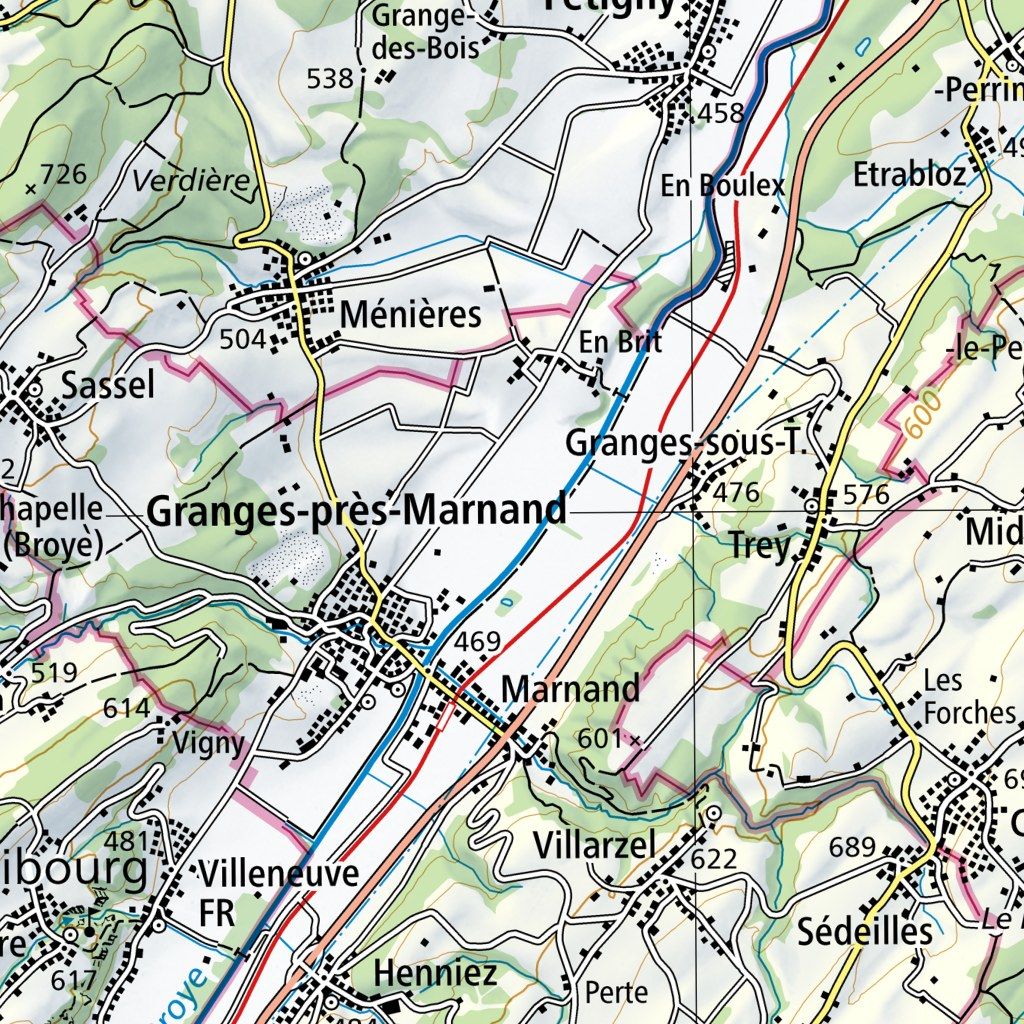 Grange-
des-Bois
538
458
-Perrin
726
Verdière
En Boulex
Etrabloz
504
Ménières
En Brit
Sassel
600
Granges-sous-T.
476
576
Granges-près-Marnand
(Broye)
Trey
469
519
614
Vigny
Marnand
601
Les
Forches
481
Villarzel
622
689
Villeneuve
FR
Sédeilles
617
Henniez
Perte